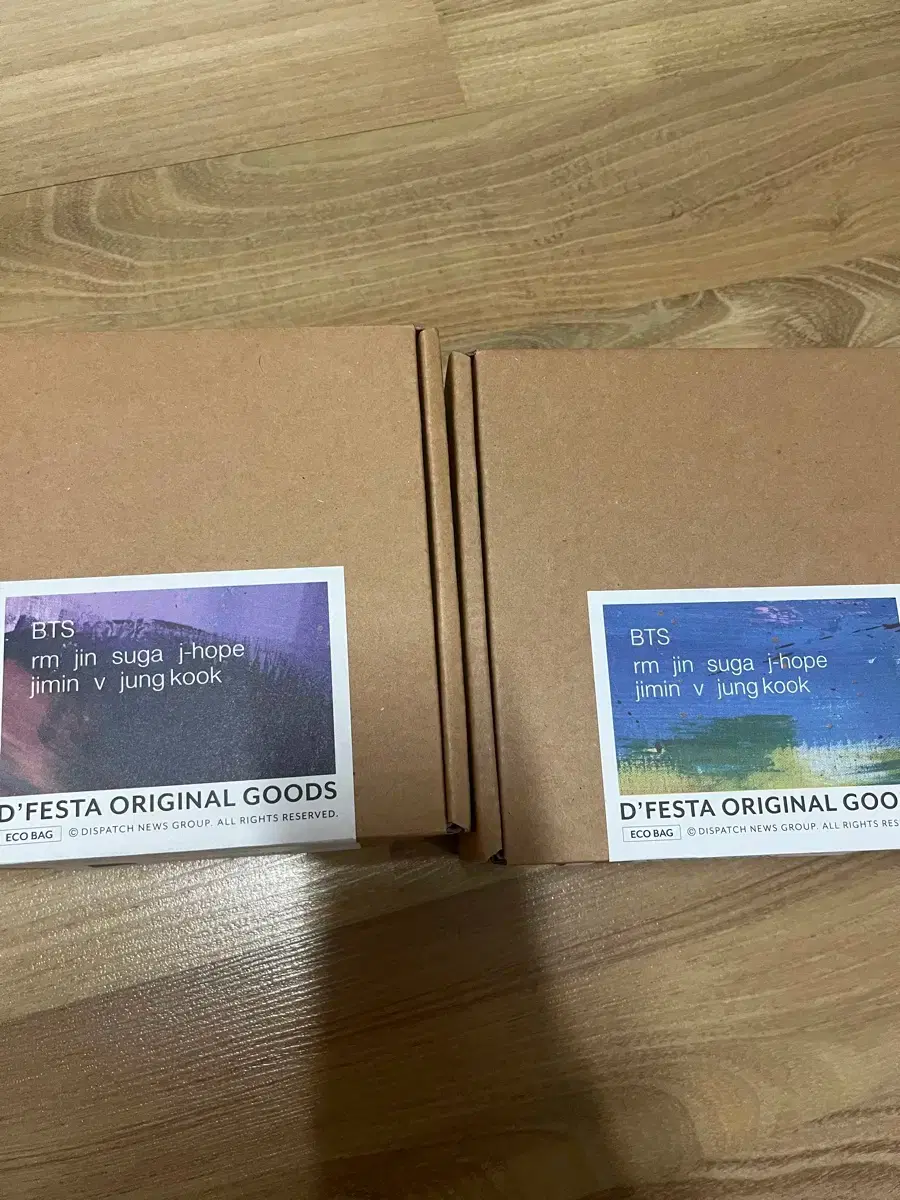 BTS
rm jin suga j-hope
jimin v jung kook
D'FESTA ORIGINAL GOODS
ECO BAG © DISPATCH NEWS GROUP. ALL RIGHTS RESERVED.
BTS
rm jin suga j-hope
jimin v jung kook
D'FESTA ORIGINAL GOO
ECO BAG © DISPATCH NEWS GROUP. ALL RIGHTS RES